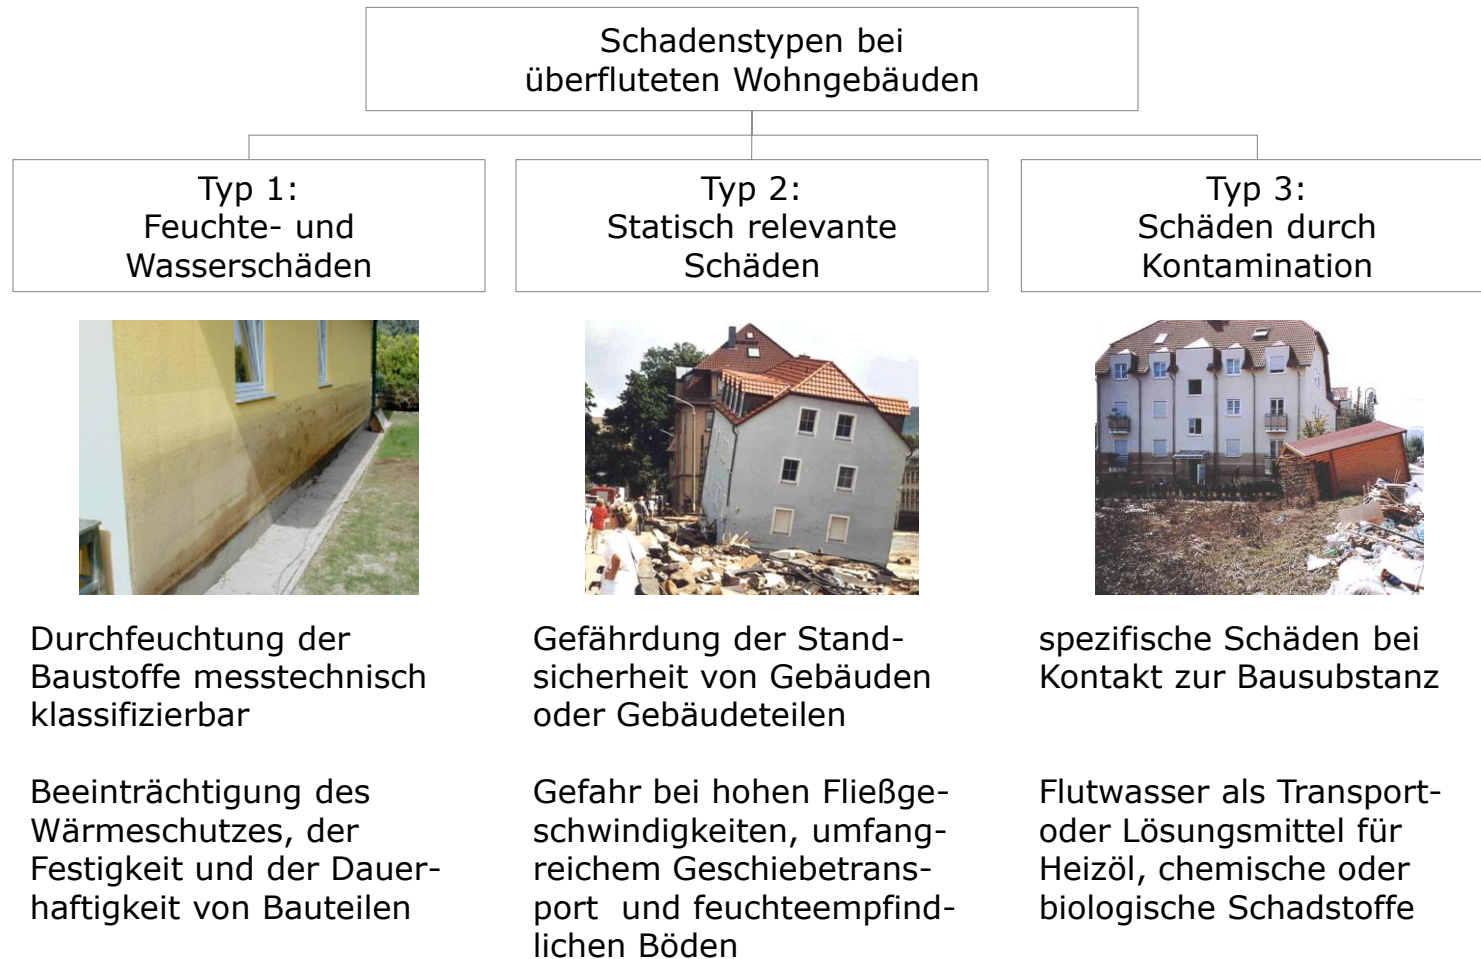 Schadenstypen bei
überfluteten Wohngebäuden
Typ 1:
Feuchte- und
Wasserschäden
Typ 2:
Statisch relevante
Schäden
Typ 3:
Schäden durch
Kontamination
Durchfeuchtung der
Baustoffe messtechnisch
klassifizierbar
Beeinträchtigung des
Wärmeschutzes, der
Festigkeit und der Dauer-
haftigkeit von Bauteilen
Gefährdung der Stand-
sicherheit von Gebäuden
oder Gebäudeteilen
Gefahr bei hohen Fließge-
schwindigkeiten, umfang-
reichem Geschiebetrans-
port und feuchteempfind-
lichen Böden
spezifische Schäden bei
Kontakt zur Bausubstanz
Flutwasser als Transport-
oder Lösungsmittel für
Heizöl, chemische oder
biologische Schadstoffe